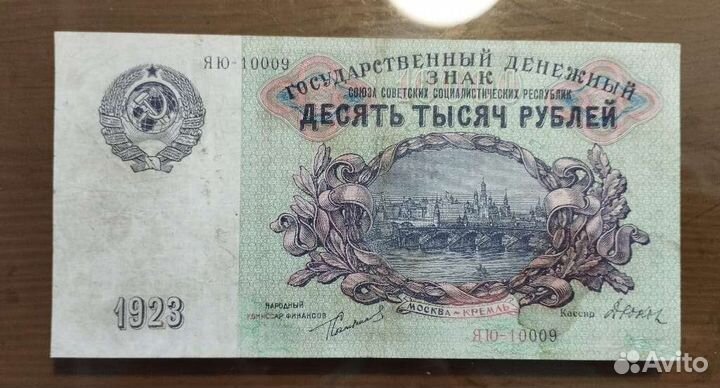 ЯЮ-10009
ГОСУДАРСТВЕННЫЙ ДЕНЕЖНЫЙ
ЗНАК
СОЮЗА СОВЕТСКИХ СОЦИАЛИСТИЧЕСКИХ РЕСПУБЛИК
ДЕСЯТЬ ТЫСЯЧ РУБЛЕЙ
1923
НАРОДНЫЙ
КОМИССАР ФИНАНСОВ
МОСКВА-КРЕМЛЬ
Кассир
ЯЮ-10009
Avito